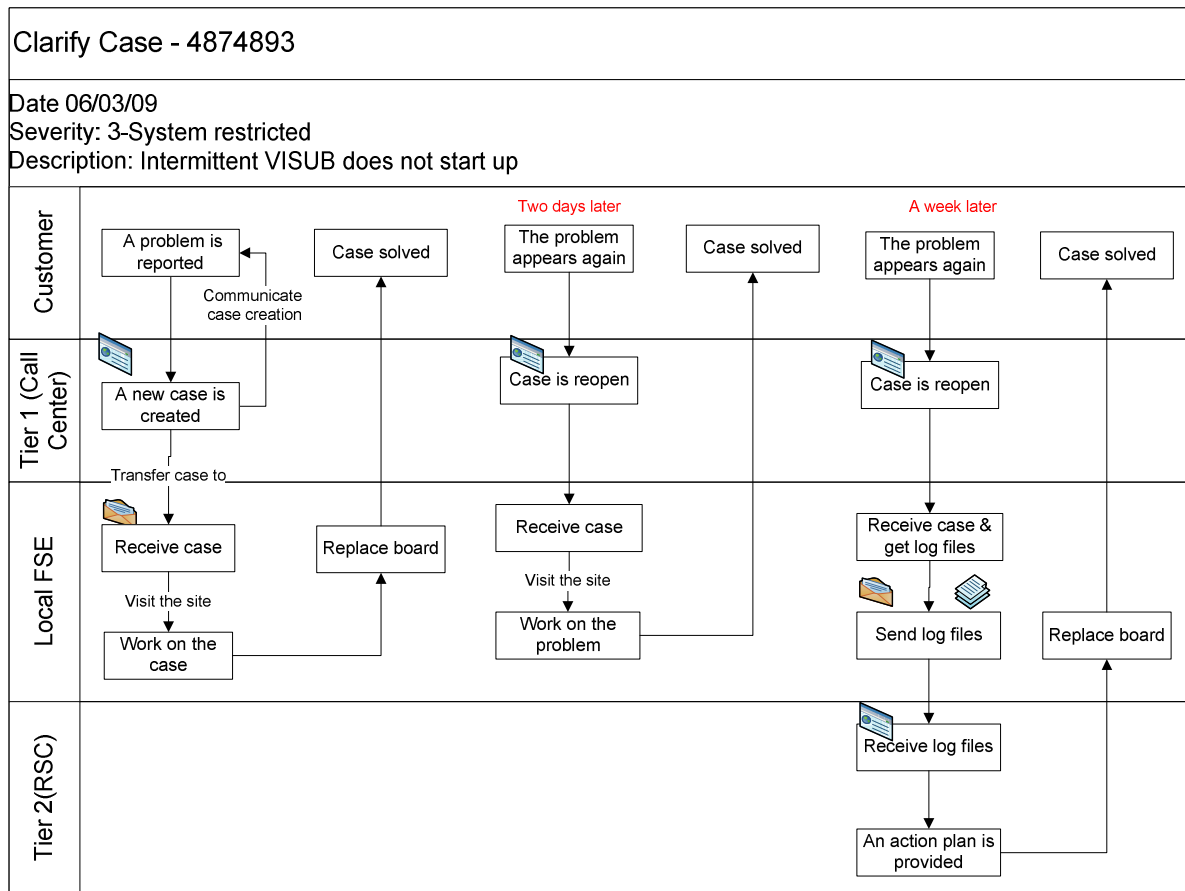 Clarify Case - 4874893
Date 06/03/09
Severity: 3-System restricted
Description: Intermittent VISUB does not start up
Customer
Two days later
A week later
A problem is
reported
Case solved
The problem
appears again
Case solved
The problem
appears again
Case solved
Communicate
case creation
Tier 1 (Call
Center)
A new case is
created
Case is reopen
Case is reopen
Transfer case to
Local FSE
Receive case
Replace board
Receive case
Receive case &
get log files
Visit the site
Visit the site
Work on the
case
Work on the
problem
Send log files
Replace board
Tier 2(RSC)
Receive log files
An action plan is
provided